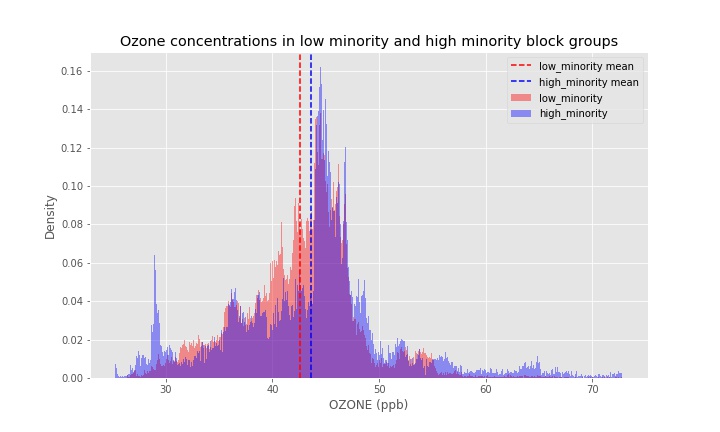 Ozone concentrations in low minority and high minority block groups
low_minority mean
high_minority mean
low_minority
high_minority
0.16
0.14
0.12
0.10
0.08
0.06
0.04
0.02
0.00
Density
30 40 50 60 70
OZONE (ppb)